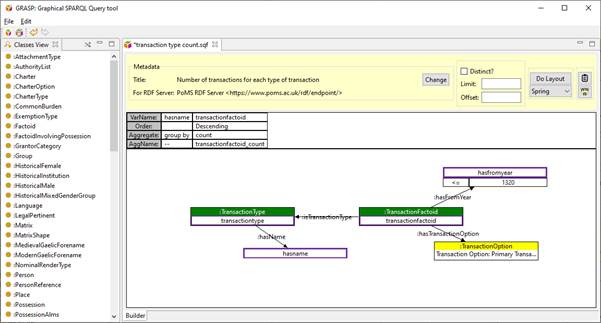 GRASP: Graphical SPARQL Query tool
File Edit
Classes View
:AttachmentType
:AuthorityList
:Charter
:CharterOption
:CharterType
:CommonBurden
:ExemptionType
:Factoid
:FactoidInvolvingPossession
:GrantorCategory
:Group
:HistoricalFemale
:HistoricalInstitution
:HistoricalMale
:HistoricalMixedGenderGroup
:Language
:LegalPertinent
:Matrix
:MatrixShape
:MedievalGaelicForename
:ModernGaelicForename
:NominalRenderType
:Person
:PersonReference
:Place
:Possession
:PossessionAlms
*transaction type count.sqf
Metadata
Title: Number of transactions for each type of transaction
For RDF Server: PoMS RDF Server <https://www.poms.ac.uk/rdf/endpoint/>
Change
Distinct?
Limit:
Offset:
Do Layout
Spring
VarName: hasname transactionfactoid
Order: Descending
Aggregate: group by count
AggName: -- transactionfactoid_count
hasfromyear
<= 1320
:hasFromYear
:TransactionType
transactiontype
:isTransactionType
:TransactionFactoid
transactionfactoid
:hasName
hasname
:hasTransactionOption
:TransactionOption
Transaction Option: Primary Transa...
Builder